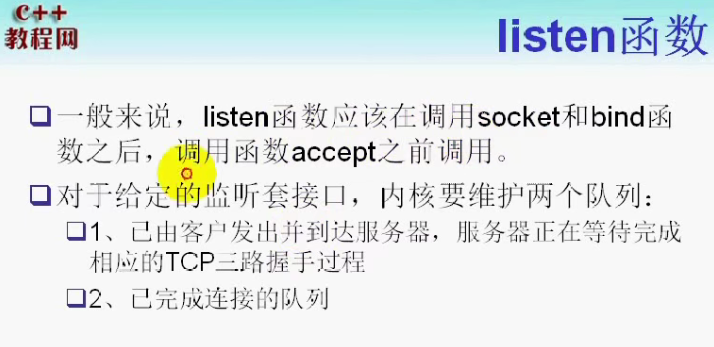 C++
教程网
listen函数
一般来说，listen函数应该在调用socket和bind函
数之后，调用函数accept之前调用。
对于给定的监听套接口，内核要维护两个队列：
1、已由客户发出并到达服务器，服务器正在等待完成
相应的TCP三路握手过程
2、已完成连接的队列